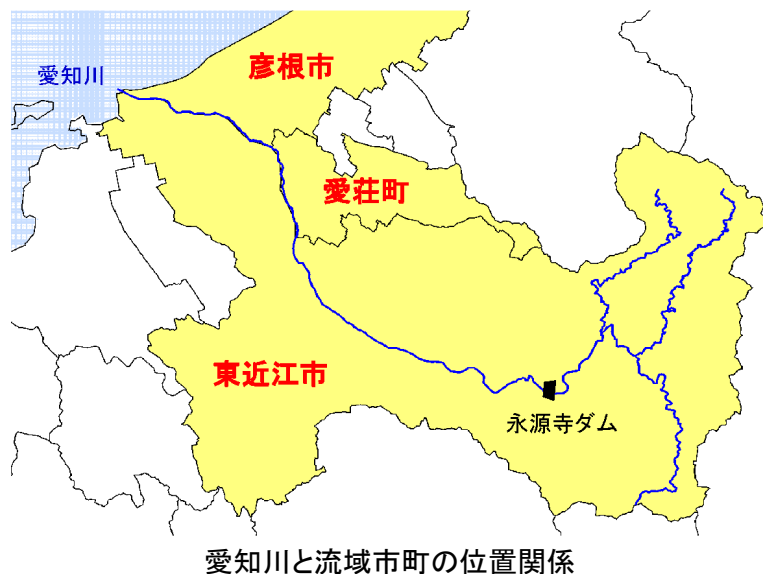 彦根市
愛知川
愛荘町
東近江市
永源寺ダム
愛知川と流域市町の位置関係